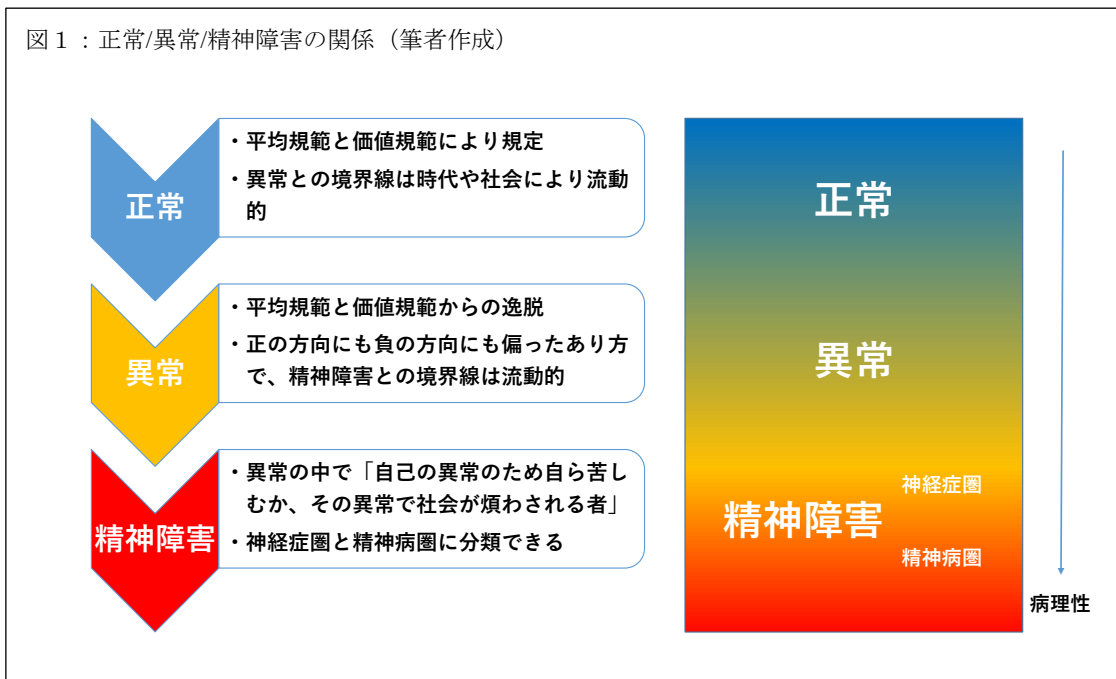 図１：正常/異常/精神障害の関係（筆者作成）
正常
・平均規範と価値規範により規定
・異常との境界線は時代や社会により流動
的
異常
・平均規範と価値規範からの逸脱
・正の方向にも負の方向にも偏ったあり方
で、精神障害との境界線は流動的
精神障害
・異常の中で「自己の異常のため自ら苦し
むか、その異常で社会が煩わされる者」
・神経症圏と精神病圏に分類できる
正常
異常
精神障害
神経症圏
精神病圏
病理性